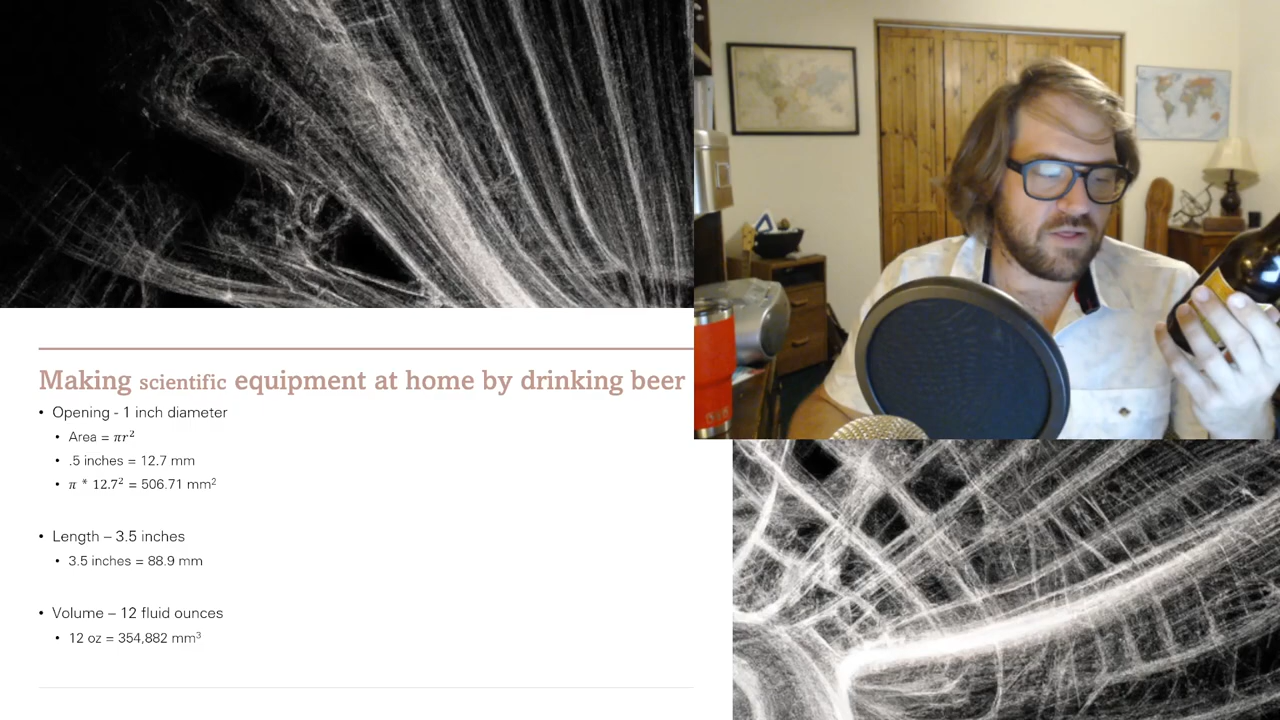 Making scientific equipment at home by drinking beer
• Opening - 1 inch diameter
• Area = 𝜋𝑟²
• .5 inches = 12.7 mm
• 𝜋 * 12.7² = 506.71 mm²
• Length – 3.5 inches
• 3.5 inches = 88.9 mm
• Volume – 12 fluid ounces
• 12 oz = 354,882 mm³